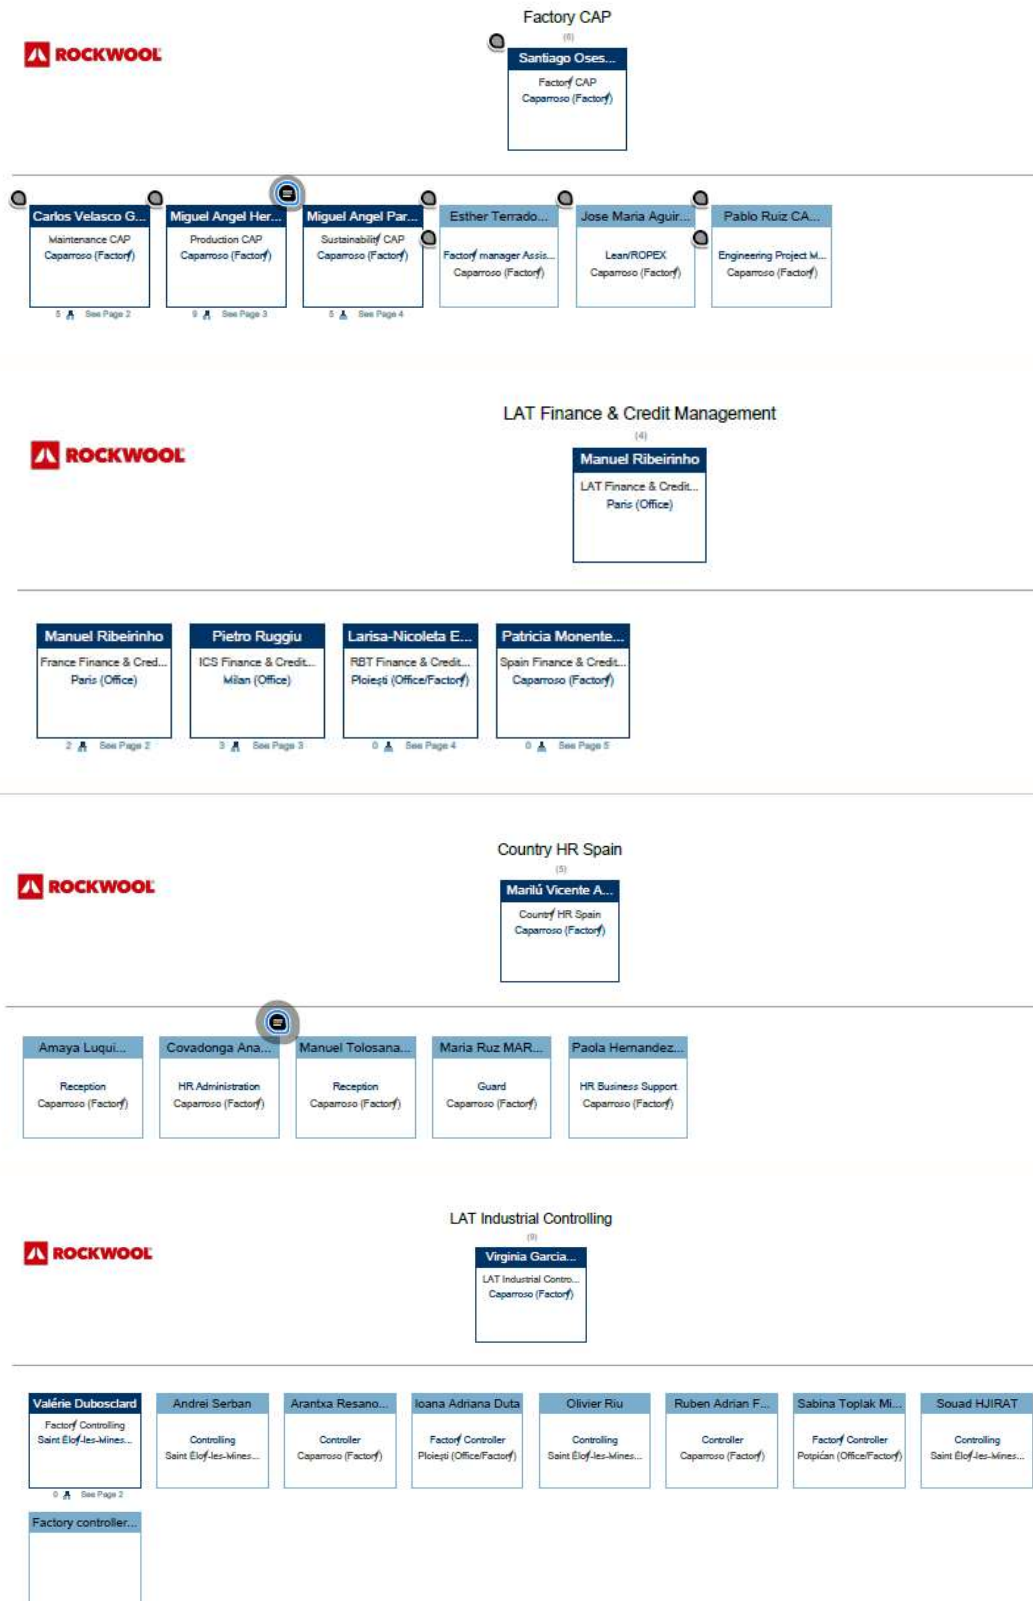 Factory CAP
(6)
ROCKWOOL
Santiago Oses...
Factory CAP
Caparroso (Factory)
Carlos Velasco G...
Maintenance CAP
Caparroso (Factory)
5 See Page 2
Miguel Angel Her...
Production CAP
Caparroso (Factory)
9 See Page 3
Miguel Angel Par...
Sustainability CAP
Caparroso (Factory)
5 See Page 4
Esther Terrado...
Factory manager Assis...
Caparroso (Factory)
Jose Maria Aguir...
Lean/ROPEX
Caparroso (Factory)
Pablo Ruiz CA...
Engineering Project M...
Caparroso (Factory)
LAT Finance & Credit Management
(4)
ROCKWOOL
Manuel Ribeirinho
LAT Finance & Credit...
Paris (Office)
Manuel Ribeirinho
France Finance & Cred...
Paris (Office)
2 See Page 2
Pietro Ruggiu
ICS Finance & Credit...
Milan (Office)
3 See Page 3
Larisa-Nicoleta E...
RBT Finance & Credit...
Ploiești (Office/Factory)
0 See Page 4
Patricia Monente...
Spain Finance & Credit...
Caparroso (Factory)
0 See Page 5
Country HR Spain
(5)
ROCKWOOL
Marilú Vicente A...
Country HR Spain
Caparroso (Factory)
Amaya Luqui...
Reception
Caparroso (Factory)
Covadonga Ana...
HR Administration
Caparroso (Factory)
Manuel Tolosana...
Reception
Caparroso (Factory)
Maria Ruz MAR...
Guard
Caparroso (Factory)
Paola Hernandez...
HR Business Support
Caparroso (Factory)
LAT Industrial Controlling
(9)
ROCKWOOL
Virginia Garcia...
LAT Industrial Contro...
Caparroso (Factory)
Valérie Dubosclard
Factory Controlling
Saint Éloy-les-Mines...
0 See Page 2
Andrei Serban
Controlling
Saint Éloy-les-Mines...
Arantxa Resano...
Controller
Caparroso (Factory)
Ioana Adriana Duta
Factory Controller
Ploiești (Office/Factory)
Olivier Riu
Controlling
Saint Éloy-les-Mines...
Ruben Adrian F...
Controller
Caparroso (Factory)
Sabina Toplak Mi...
Factory Controller
Potpićan (Office/Factory)
Souad HJIRAT
Controlling
Saint Éloy-les-Mines...
Factory controller...